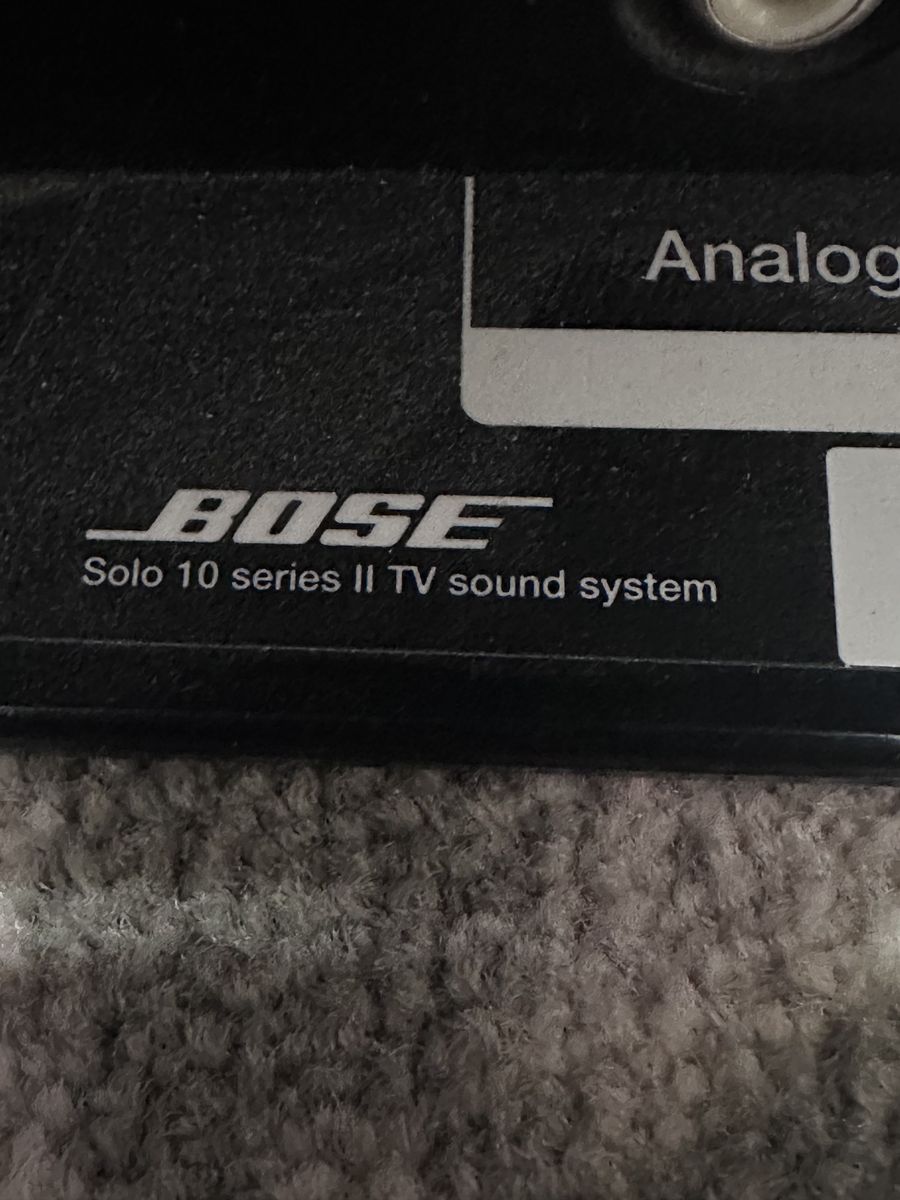 Analog
BOSE
Solo 10 series II TV sound system